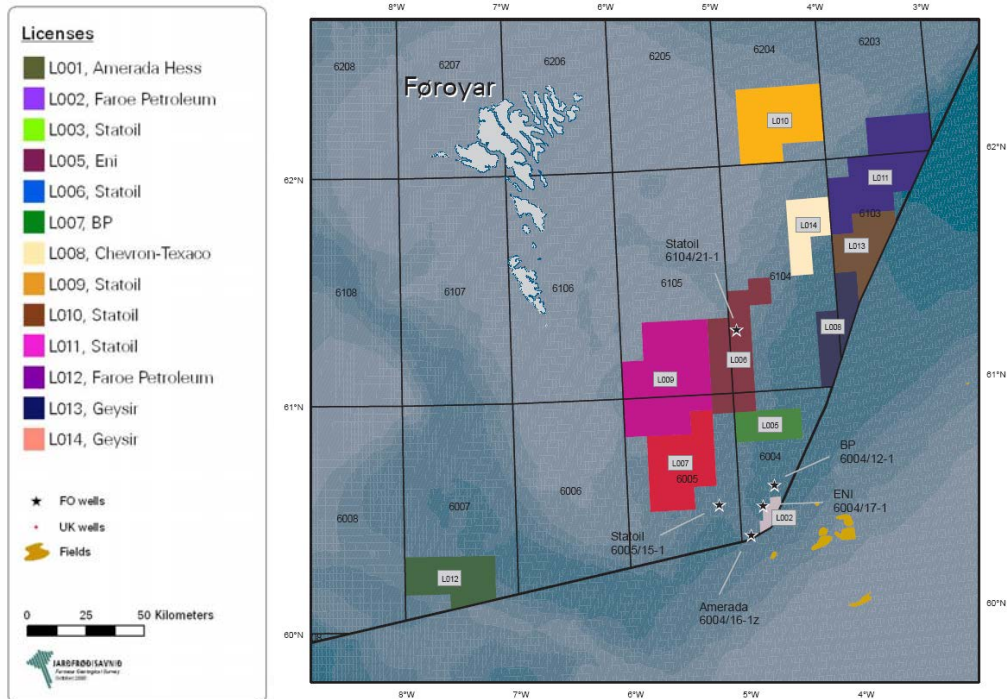 Licenses
L001, Amerada Hess
L002, Faroe Petroleum
L003, Statoil
L005, Eni
L006, Statoil
L007, BP
L008, Chevron-Texaco
L009, Statoil
L010, Statoil
L011, Statoil
L012, Faroe Petroleum
L013, Geysir
L014, Geysir
FO wells
UK wells
Fields
0 25 50 Kilometers
JARÐFRØÐISAVNIÐ
Faroese Geological Survey
8°W 7°W 6°W 5°W 4°W 3°W
6208 6207 6206 6205 6204 6203
Føroyar
L010
62°N 62°N
L011
6103
L014
L013
Statoil
6104/21-1
6104
6108 6107 6106 6105
L008
L006
L009
61°N 61°N
L005
6004
BP
6004/12-1
L007
6005
6006
6007
6008
ENI
6004/17-1
L002
Statoil
6005/15-1
L012
60°N 60°N
Amerada
6004/16-1z
8°W 7°W 6°W 5°W 4°W